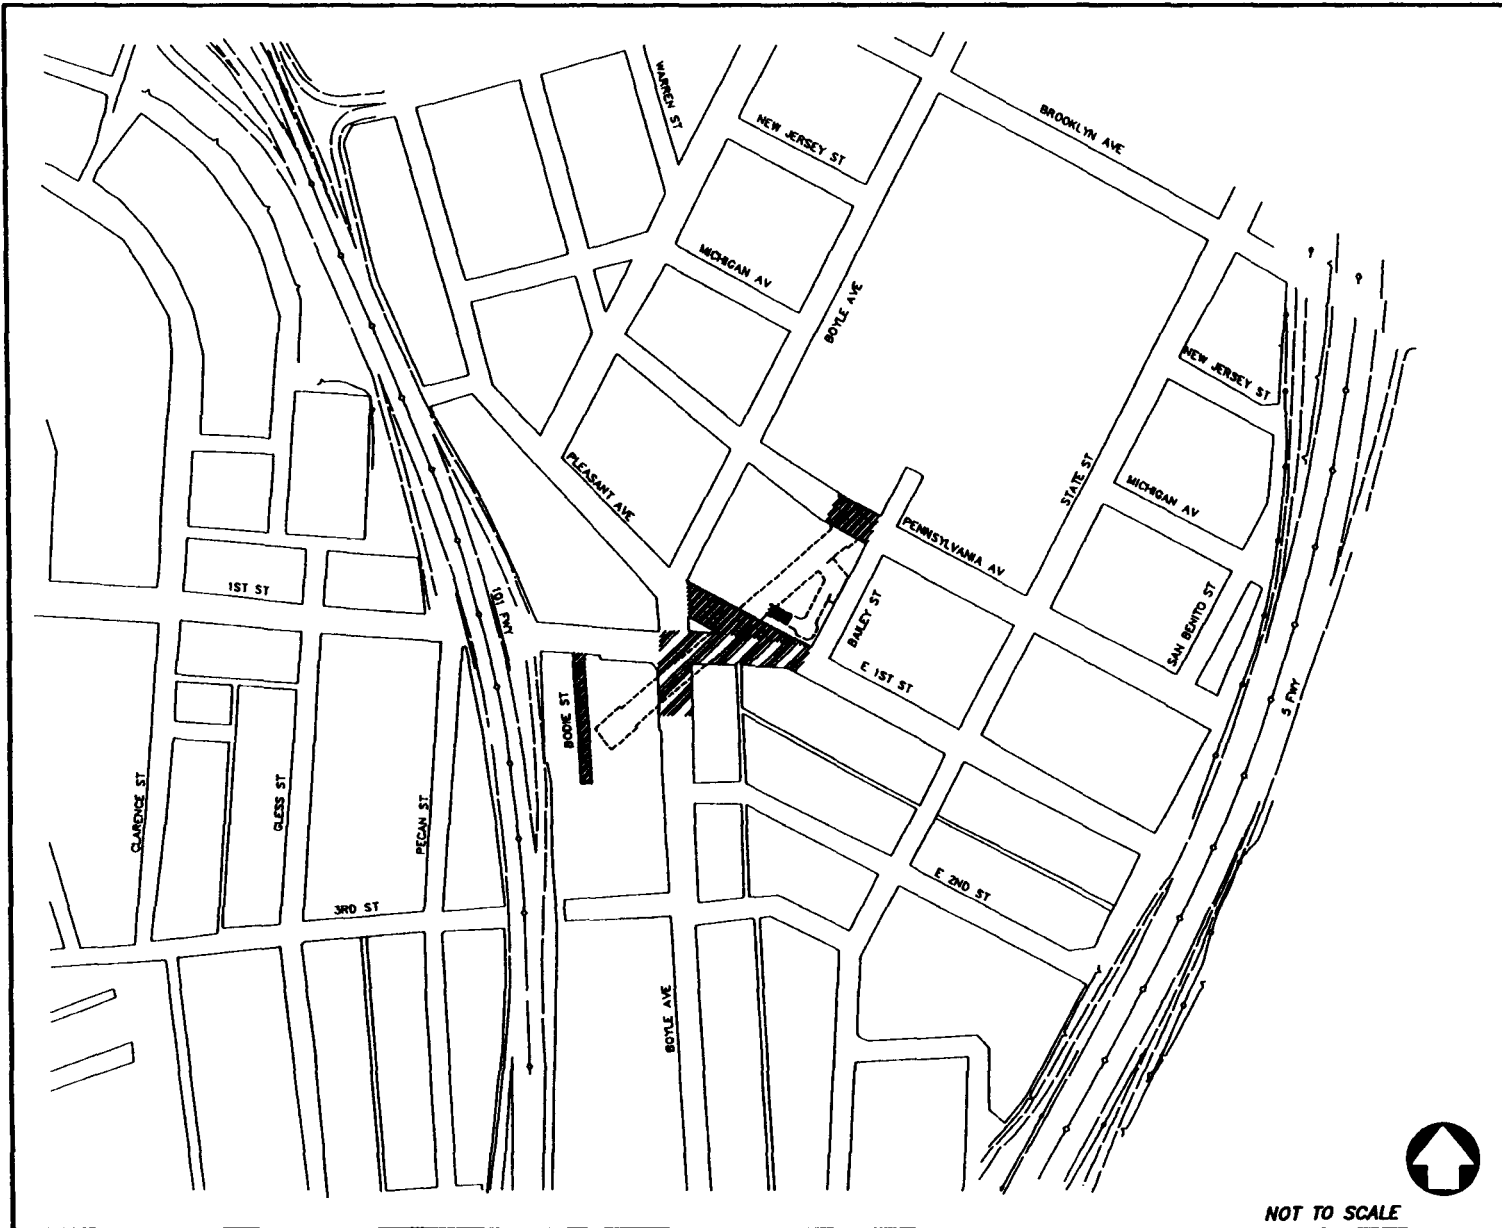 WARREN ST
BROOKLYN AVE
NEW JERSEY ST
MICHIGAN AV
BOYLE AVE
NEW JERSEY ST
PLEASANT AVE
STATE ST
MICHIGAN AV
PENNSYLVANIA AV
1ST ST
101 FWY
BAILEY ST
SAN BENITO ST
E 1ST ST
5 FWY
BODIE ST
CLARENCE ST
GLESS ST
PECAN ST
E 2ND ST
3RD ST
BOYLE AVE
NOT TO SCALE